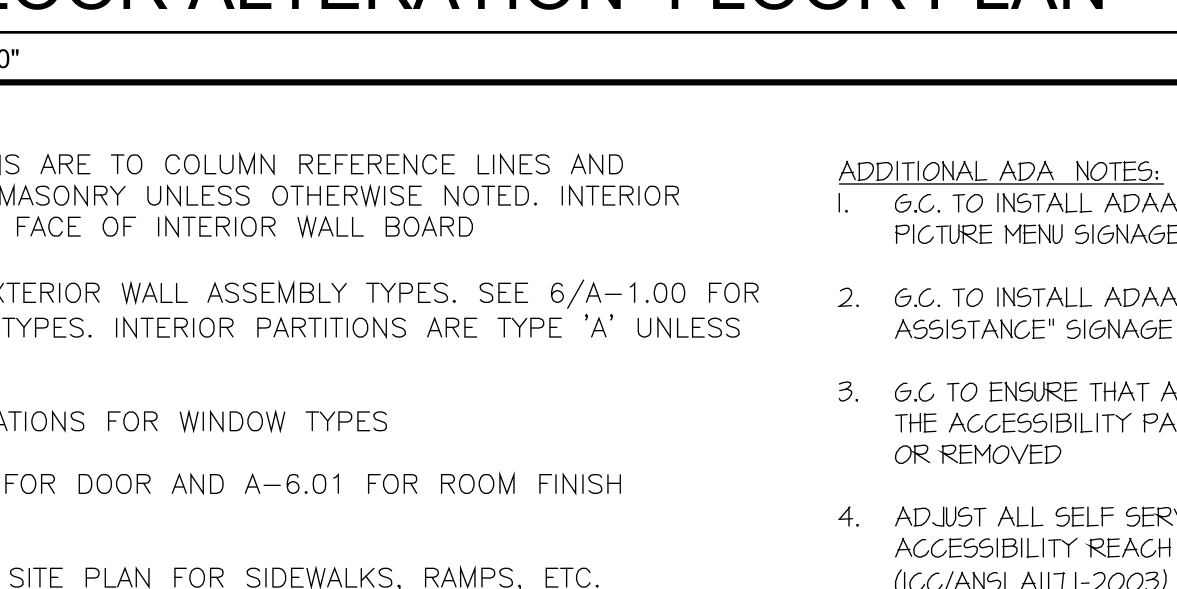 ALTERATION FLOOR PLAN
0"
ARE TO COLUMN REFERENCE LINES AND
MASONRY UNLESS OTHERWISE NOTED. INTERIOR
FACE OF INTERIOR WALL BOARD
XTERIOR WALL ASSEMBLY TYPES. SEE 6/A-1.00 FOR
TYPES. INTERIOR PARTITIONS ARE TYPE 'A' UNLESS
ATIONS FOR WINDOW TYPES
FOR DOOR AND A-6.01 FOR ROOM FINISH
SITE PLAN FOR SIDEWALKS, RAMPS, ETC.
ADDITIONAL ADA NOTES:
1. G.C. TO INSTALL ADAA
PICTURE MENU SIGNAGE
2. G.C. TO INSTALL ADAA
ASSISTANCE" SIGNAGE
3. G.C TO ENSURE THAT A
THE ACCESSIBILITY PA
OR REMOVED
4. ADJUST ALL SELF SERV
ACCESSIBILITY REACH
(ICC/ANSI A117.1-2003)